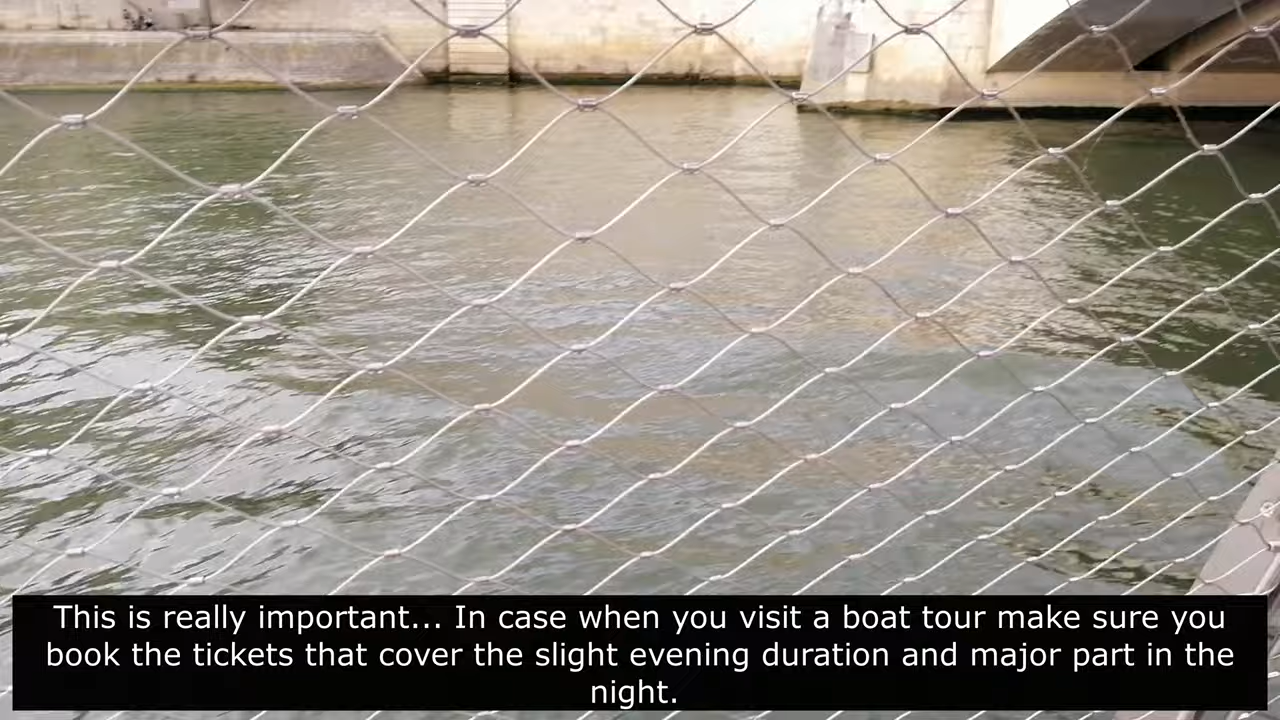 This is really important... In case when you visit a boat tour make sure you
book the tickets that cover the slight evening duration and major part in the
night.